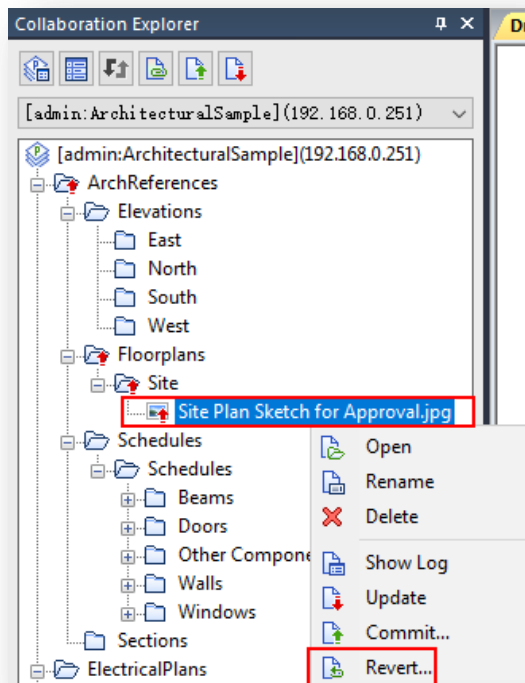 Collaboration Explorer
[admin:ArchitecturalSample](192.168.0.251)
[admin:ArchitecturalSample](192.168.0.251)
ArchReferences
Elevations
East
North
South
West
Floorplans
Site
Site Plan Sketch for Approval.jpg
Schedules
Schedules
Beams
Doors
Other Compone
Walls
Windows
Sections
ElectricalPlans
Open
Rename
Delete
Show Log
Update
Commit...
Revert...